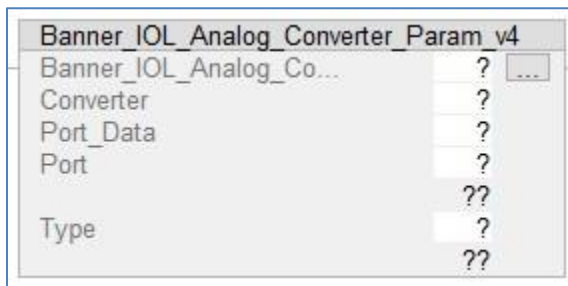 Banner_IOL_Analog_Converter_Param_v4
Banner_IOL_Analog_Co... ? ...
Converter ?
Port_Data ?
Port ?
??
Type ?
??